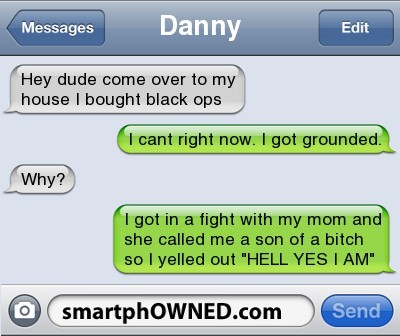 Messages
Danny
Edit
Hey dude come over to my
house I bought black ops
I cant right now. I got grounded.
Why?
I got in a fight with my mom and
she called me a son of a bitch
so I yelled out "HELL YES I AM"
smartphOWNED.com
Send